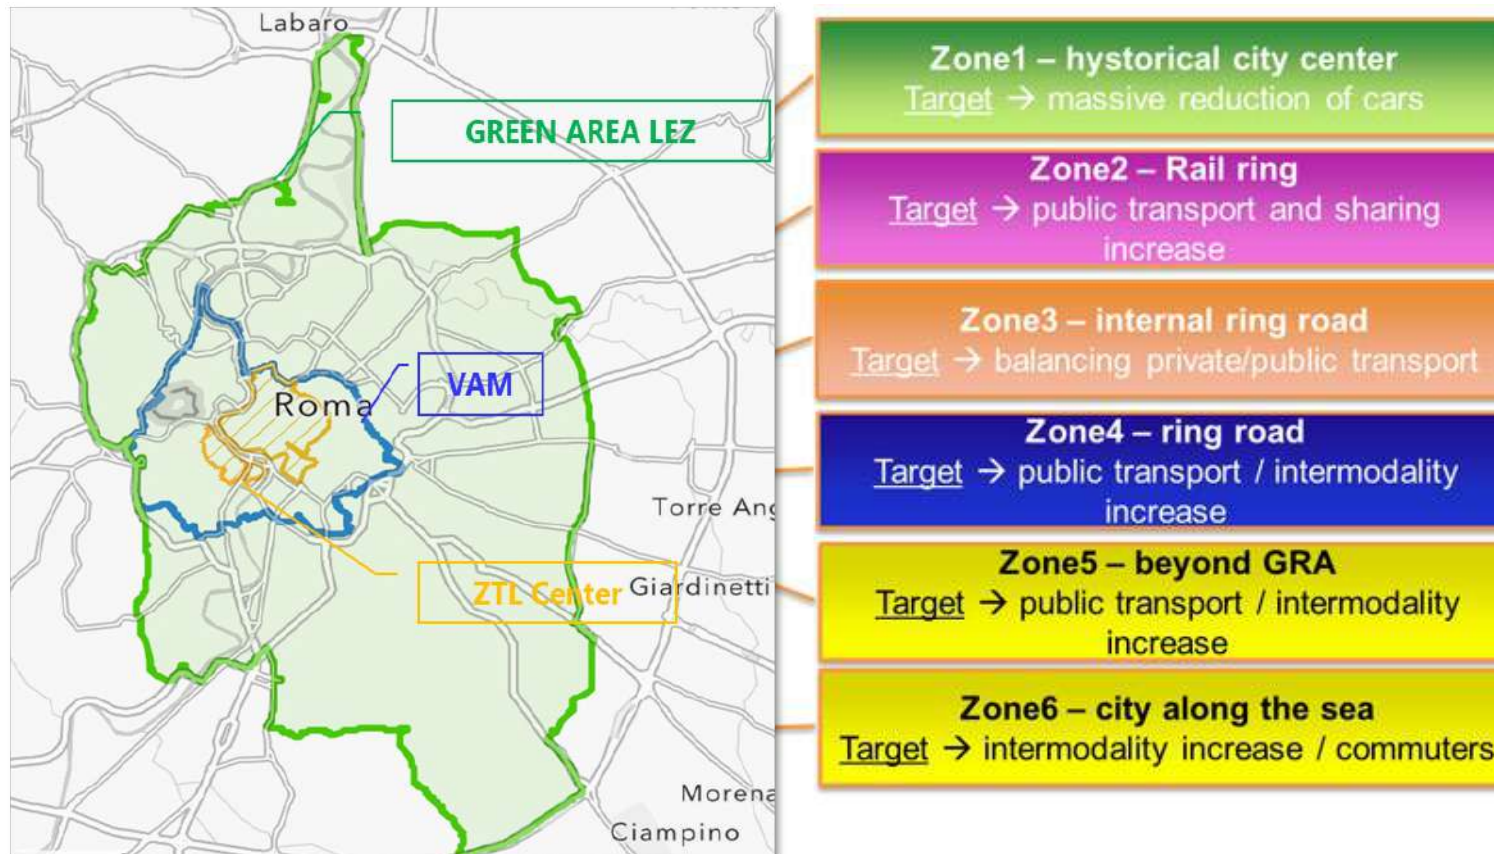 Labaro
GREEN AREA LEZ
VAM
Roma
Torre Ang
ZTL Center
Giardinetti
Morena
Ciampino
Zone1 – hystorical city center
Target → massive reduction of cars
Zone2 – Rail ring
Target → public transport and sharing
increase
Zone3 – internal ring road
Target → balancing private/public transport
Zone4 – ring road
Target → public transport / intermodality
increase
Zone5 – beyond GRA
Target → public transport / intermodality
increase
Zone6 – city along the sea
Target → intermodality increase / commuters